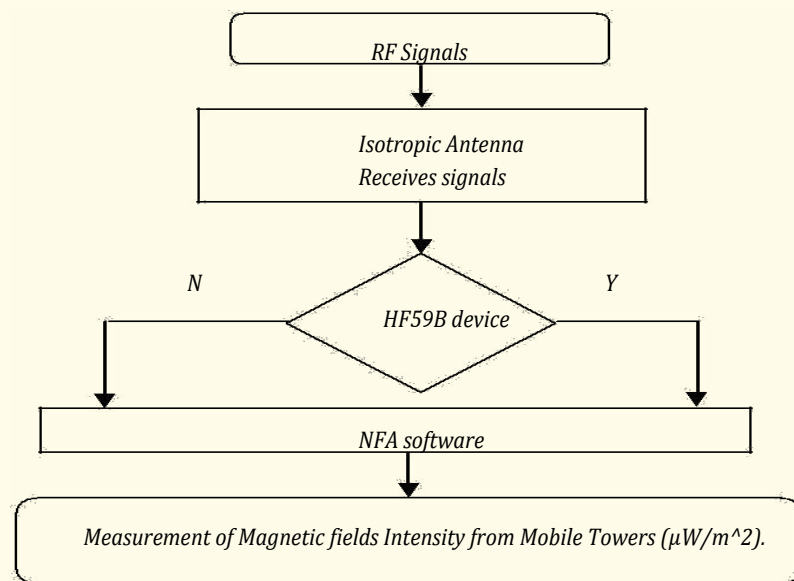 RF Signals
Isotropic Antenna
Receives signals
N
Y
HF59B device
NFA software
Measurement of Magnetic fields Intensity from Mobile Towers (µW/m^2).